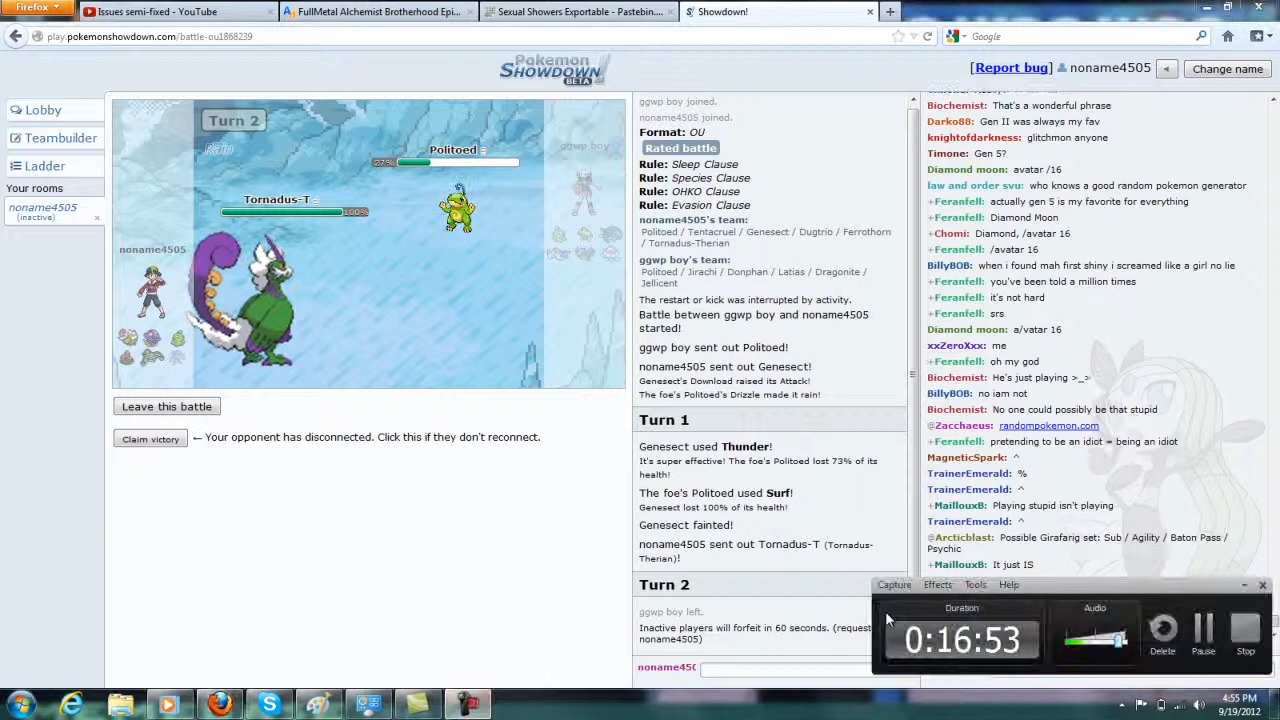 Firefox
Issues semi-fixed - YouTube
FullMetal Alchemist Brotherhood Epi...
Sexual Showers Exportable - Pastebin....
Showdown!
play.pokemonshowdown.com/battle-ou1868239
Google
Pokemon
SHOWDOWN!
BETA
[Report bug]
noname4505
Change name
Lobby
Teambuilder
Ladder
Your rooms
noname4505
(inactive)
Turn 2
Rain
Politoed
27%
ggwp boy
Tornadus-T
100%
noname4505
Leave this battle
Claim victory
← Your opponent has disconnected. Click this if they don't reconnect.
ggwp boy joined.
noname4505 joined.
Format: OU
Rated battle
Rule: Sleep Clause
Rule: Species Clause
Rule: OHKO Clause
Rule: Evasion Clause
noname4505's team:
Politoed / Tentacruel / Genesect / Dugtrio / Ferrothorn
/ Tornadus-Therian
ggwp boy's team:
Politoed / Jirachi / Donphan / Latias / Dragonite /
Jellicent
The restart or kick was interrupted by activity.
Battle between ggwp boy and noname4505
started!
ggwp boy sent out Politoed!
noname4505 sent out Genesect!
Genesect's Download raised its Attack!
The foe's Politoed's Drizzle made it rain!
Turn 1
Genesect used Thunder!
It's super effective! The foe's Politoed lost 73% of its
health!
The foe's Politoed used Surf!
Genesect lost 100% of its health!
Genesect fainted!
noname4505 sent out Tornadus-T (Tornadus-
Therian)!
Turn 2
ggwp boy left.
Inactive players will forfeit in 60 seconds. (request
noname4505)
Biochemist: That's a wonderful phrase
Darko88: Gen II was always my fav
knightofdarkness: glitchmon anyone
Timone: Gen 5?
Diamond moon: avatar /16
law and order svu: who knows a good random pokemon generator
+Feranfell: actually gen 5 is my favorite for everything
+Feranfell: Diamond Moon
+Chomi: Diamond, /avatar 16
+Feranfell: /avatar 16
BillyBOB: when i found mah first shiny i screamed like a girl no lie
+Feranfell: you've been told a million times
+Feranfell: it's not hard
+Feranfell: srs
Diamond moon: a/vatar 16
xxZeroXxx: me
+Feranfell: oh my god
Biochemist: He's just playing >_>
BillyBOB: no iam not
Biochemist: No one could possibly be that stupid
@Zacchaeus: randompokemon.com
+Feranfell: pretending to be an idiot = being an idiot
MagneticSpark: ^
TrainerEmerald: %
TrainerEmerald: ^
+MaillouxB: Playing stupid isn't playing
TrainerEmerald: ^
@Arcticblast: Possible Girafarig set: Sub / Agility / Baton Pass /
Psychic
+MaillouxB: It just IS
Capture Effects Tools Help
Duration
0:16:53
Audio
Delete
Pause
Stop
4:55 PM
9/19/2012